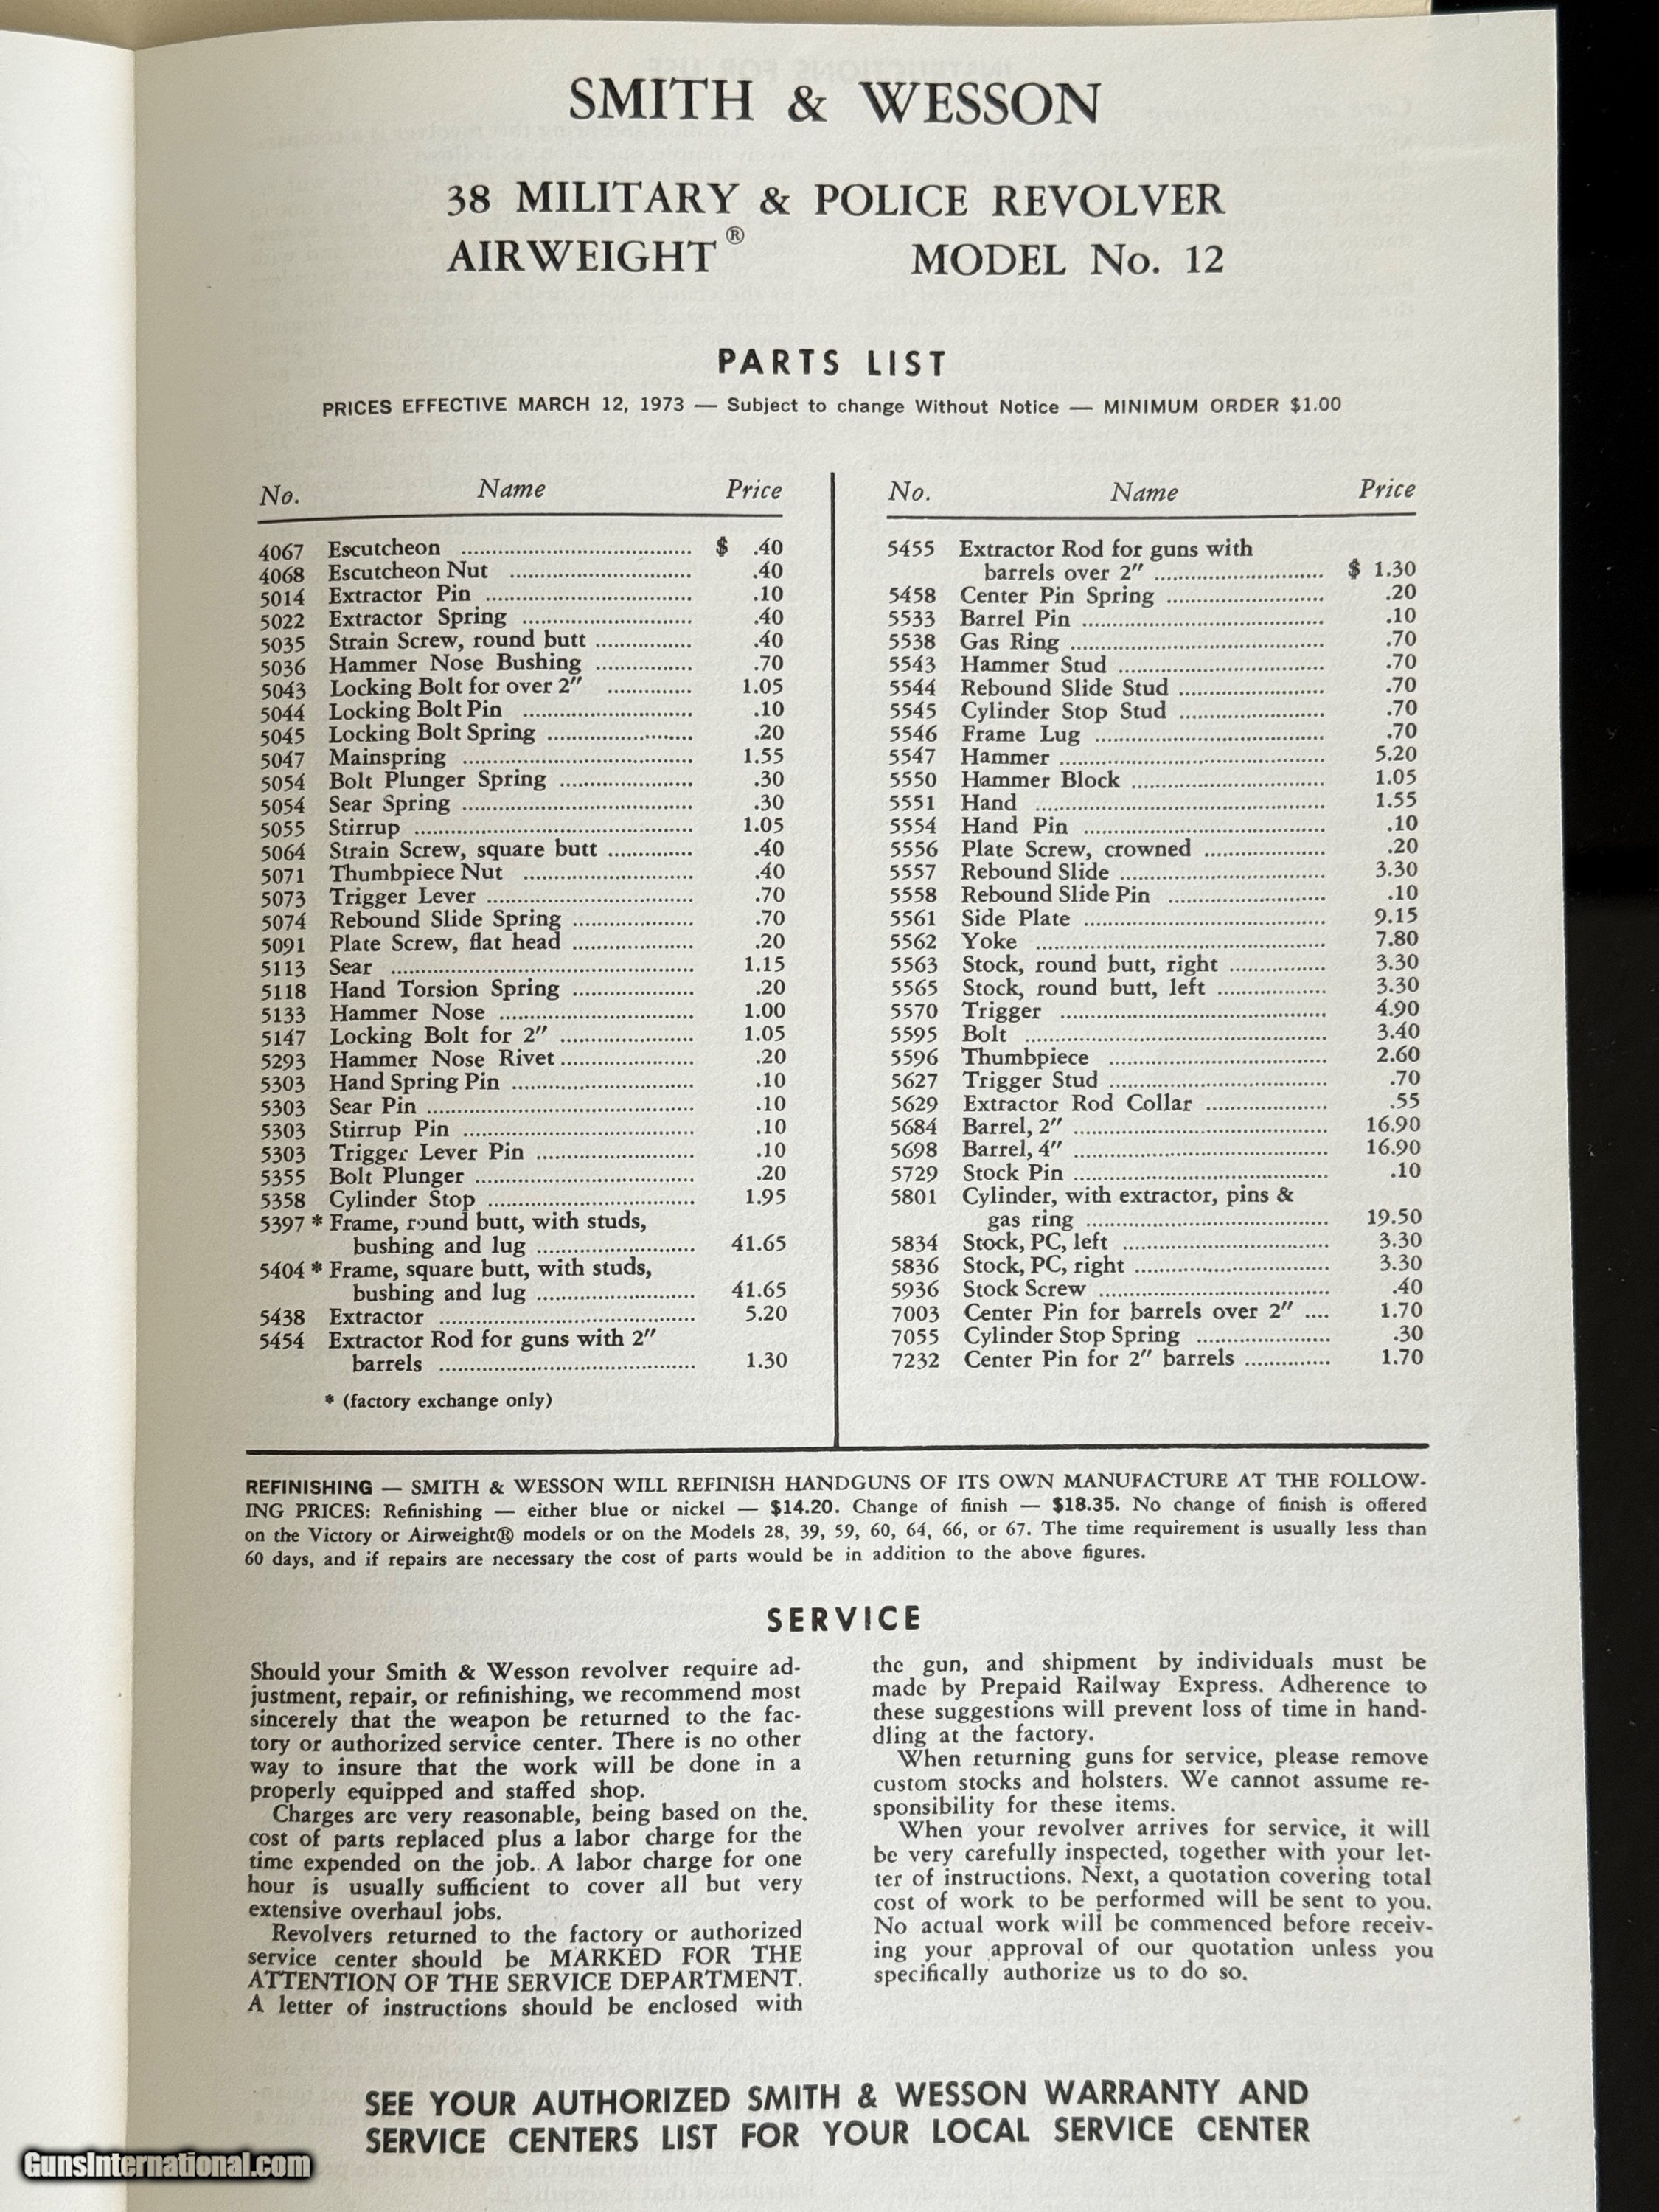 SMITH & WESSON
38 MILITARY & POLICE REVOLVER
AIRWEIGHT® MODEL No. 12
PARTS LIST
PRICES EFFECTIVE MARCH 12, 1973 — Subject to change Without Notice — MINIMUM ORDER $1.00
No. Name Price
4067 Escutcheon ........ $ .40
4068 Escutcheon Nut ........ .40
5014 Extractor Pin ........ .10
5022 Extractor Spring ........ .40
5035 Strain Screw, round butt ........ .40
5036 Hammer Nose Bushing ........ .70
5043 Locking Bolt for over 2″ ........ 1.05
5044 Locking Bolt Pin ........ .10
5045 Locking Bolt Spring ........ .20
5047 Mainspring ........ 1.55
5054 Bolt Plunger Spring ........ .30
5054 Sear Spring ........ .30
5055 Stirrup ........ 1.05
5064 Strain Screw, square butt ........ .40
5071 Thumbpiece Nut ........ .40
5073 Trigger Lever ........ .70
5074 Rebound Slide Spring ........ .70
5091 Plate Screw, flat head ........ .20
5113 Sear ........ 1.15
5118 Hand Torsion Spring ........ .20
5133 Hammer Nose ........ 1.00
5147 Locking Bolt for 2″ ........ 1.05
5293 Hammer Nose Rivet ........ .20
5303 Hand Spring Pin ........ .10
5303 Sear Pin ........ .10
5303 Stirrup Pin ........ .10
5303 Trigger Lever Pin ........ .10
5355 Bolt Plunger ........ .20
5358 Cylinder Stop ........ 1.95
5397 * Frame, round butt, with studs,
bushing and lug ........ 41.65
5404 * Frame, square butt, with studs,
bushing and lug ........ 41.65
5438 Extractor ........ 5.20
5454 Extractor Rod for guns with 2″
barrels ........ 1.30
* (factory exchange only)
No. Name Price
5455 Extractor Rod for guns with
barrels over 2″ ........ $ 1.30
5458 Center Pin Spring ........ .20
5533 Barrel Pin ........ .10
5538 Gas Ring ........ .70
5543 Hammer Stud ........ .70
5544 Rebound Slide Stud ........ .70
5545 Cylinder Stop Stud ........ .70
5546 Frame Lug ........ .70
5547 Hammer ........ 5.20
5550 Hammer Block ........ 1.05
5551 Hand ........ 1.55
5554 Hand Pin ........ .10
5556 Plate Screw, crowned ........ .20
5557 Rebound Slide ........ 3.30
5558 Rebound Slide Pin ........ .10
5561 Side Plate ........ 9.15
5562 Yoke ........ 7.80
5563 Stock, round butt, right ........ 3.30
5565 Stock, round butt, left ........ 3.30
5570 Trigger ........ 4.90
5595 Bolt ........ 3.40
5596 Thumbpiece ........ 2.60
5627 Trigger Stud ........ .70
5629 Extractor Rod Collar ........ .55
5684 Barrel, 2″ ........ 16.90
5698 Barrel, 4″ ........ 16.90
5729 Stock Pin ........ .10
5801 Cylinder, with extractor, pins &
gas ring ........ 19.50
5834 Stock, PC, left ........ 3.30
5836 Stock, PC, right ........ 3.30
5936 Stock Screw ........ .40
7003 Center Pin for barrels over 2″ .... 1.70
7055 Cylinder Stop Spring ........ .30
7232 Center Pin for 2″ barrels ........ 1.70
REFINISHING — SMITH & WESSON WILL REFINISH HANDGUNS OF ITS OWN MANUFACTURE AT THE FOLLOW-
ING PRICES: Refinishing — either blue or nickel — $14.20. Change of finish — $18.35. No change of finish is offered
on the Victory or Airweight® models or on the Models 28, 39, 59, 60, 64, 66, or 67. The time requirement is usually less than
60 days, and if repairs are necessary the cost of parts would be in addition to the above figures.
SERVICE
Should your Smith & Wesson revolver require ad-
justment, repair, or refinishing, we recommend most
sincerely that the weapon be returned to the fac-
tory or authorized service center. There is no other
way to insure that the work will be done in a
properly equipped and staffed shop.
Charges are very reasonable, being based on the
cost of parts replaced plus a labor charge for the
time expended on the job. A labor charge for one
hour is usually sufficient to cover all but very
extensive overhaul jobs.
Revolvers returned to the factory or authorized
service center should be MARKED FOR THE
ATTENTION OF THE SERVICE DEPARTMENT.
A letter of instructions should be enclosed with
the gun, and shipment by individuals must be
made by Prepaid Railway Express. Adherence to
these suggestions will prevent loss of time in hand-
dling at the factory.
When returning guns for service, please remove
custom stocks and holsters. We cannot assume re-
sponsibility for these items.
When your revolver arrives for service, it will
be very carefully inspected, together with your let-
ter of instructions. Next, a quotation covering total
cost of work to be performed will be sent to you.
No actual work will be commenced before receiv-
ing your approval of our quotation unless you
specifically authorize us to do so.
SEE YOUR AUTHORIZED SMITH & WESSON WARRANTY AND
SERVICE CENTERS LIST FOR YOUR LOCAL SERVICE CENTER
GunsInternational.com